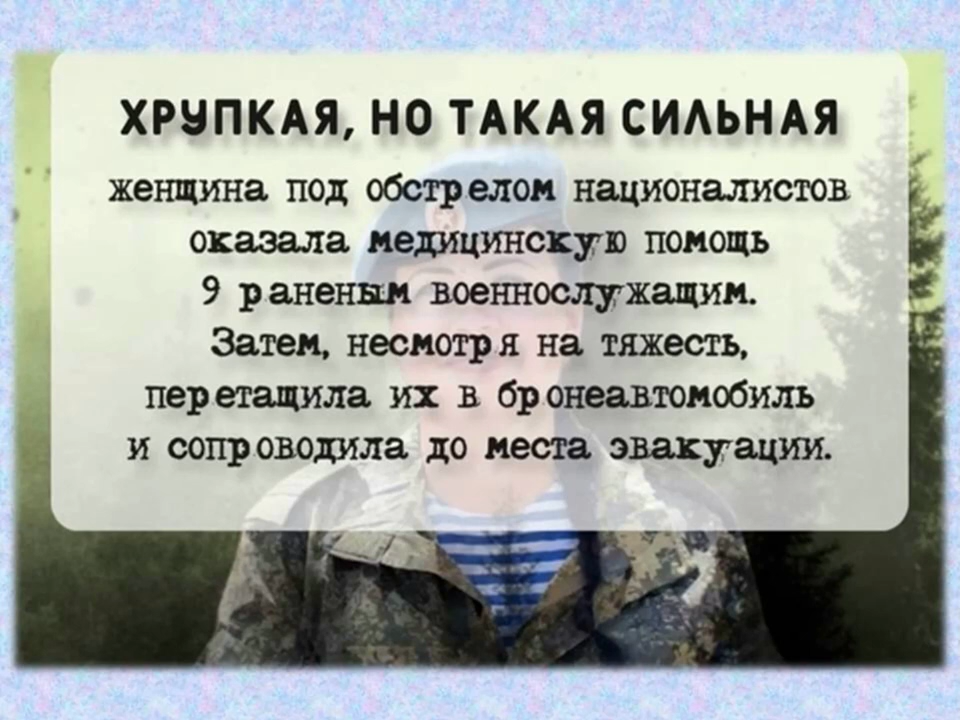 ХРУПКАЯ, НО ТАКАЯ СИЛЬНАЯ
женщина под обстрелом националистов
оказала медицинскую помощь
9 раненым военнослужащим.
Затем, несмотря на тяжесть,
перетащила их в бронеавтомобиль
и сопроводила до места эвакуации.